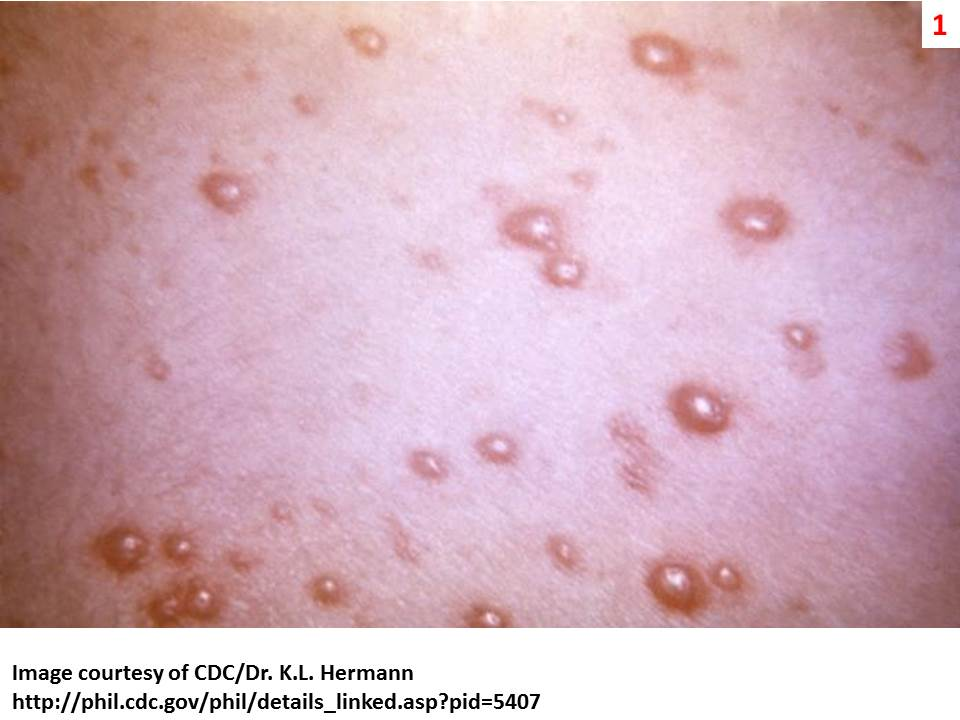 1
Image courtesy of CDC/Dr. K.L. Hermann
http://phil.cdc.gov/phil/details_linked.asp?pid=5407